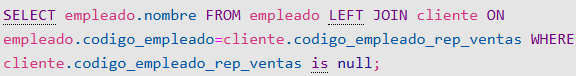 SELECT empleado.nombre FROM empleado LEFT JOIN cliente ON
empleado.codigo_empleado=cliente.codigo_empleado_rep_ventas WHERE
cliente.codigo_empleado_rep_ventas is null;